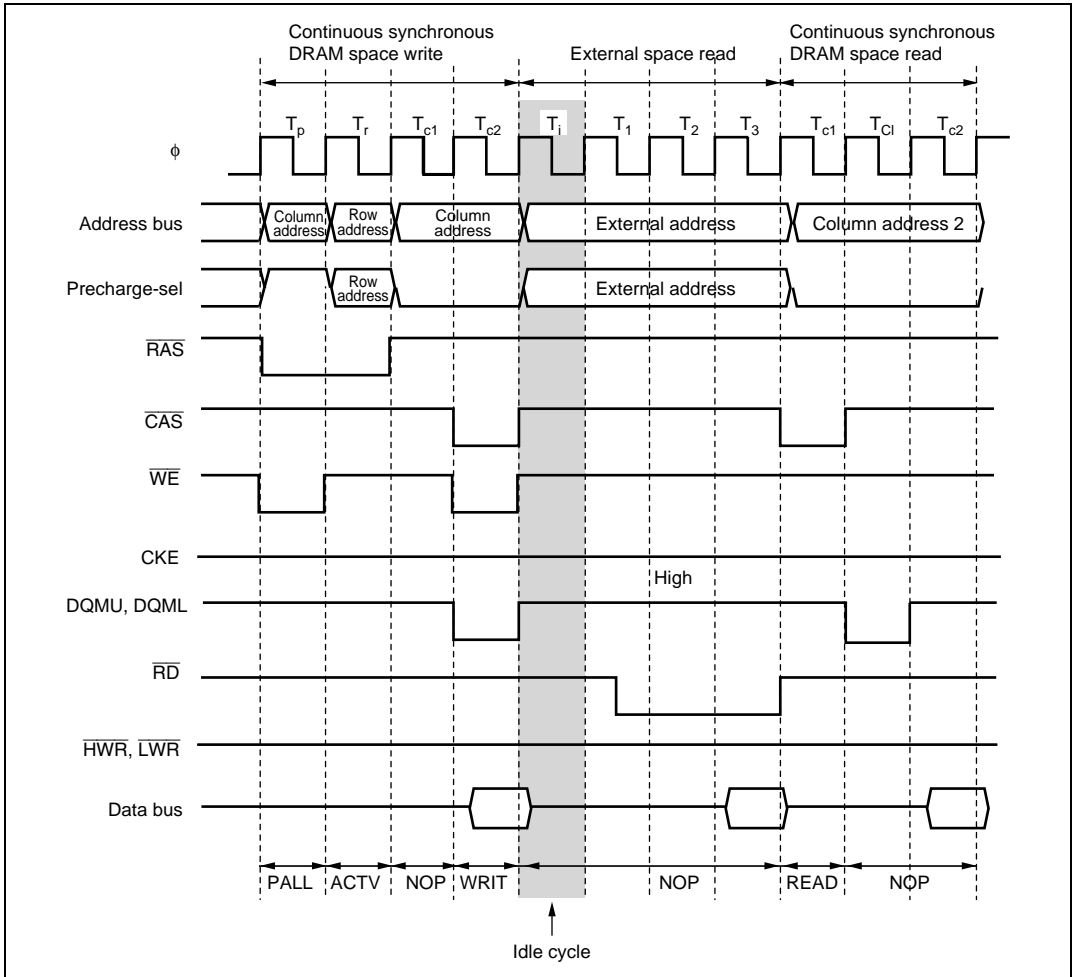 Continuous synchronous
DRAM space write
External space read
Continuous synchronous
DRAM space read
Tp Tr Tc1 Tc2 Ti T1 T2 T3 Tc1 TCl Tc2
ϕ
Address bus
Column
address
Row
address
Column
address
External address
Column address 2
Precharge-sel
Row
address
External address
RAS
CAS
WE
CKE
High
DQMU, DQML
RD
HWR, LWR
Data bus
PALL ACTV NOP WRIT NOP READ NOP
Idle cycle